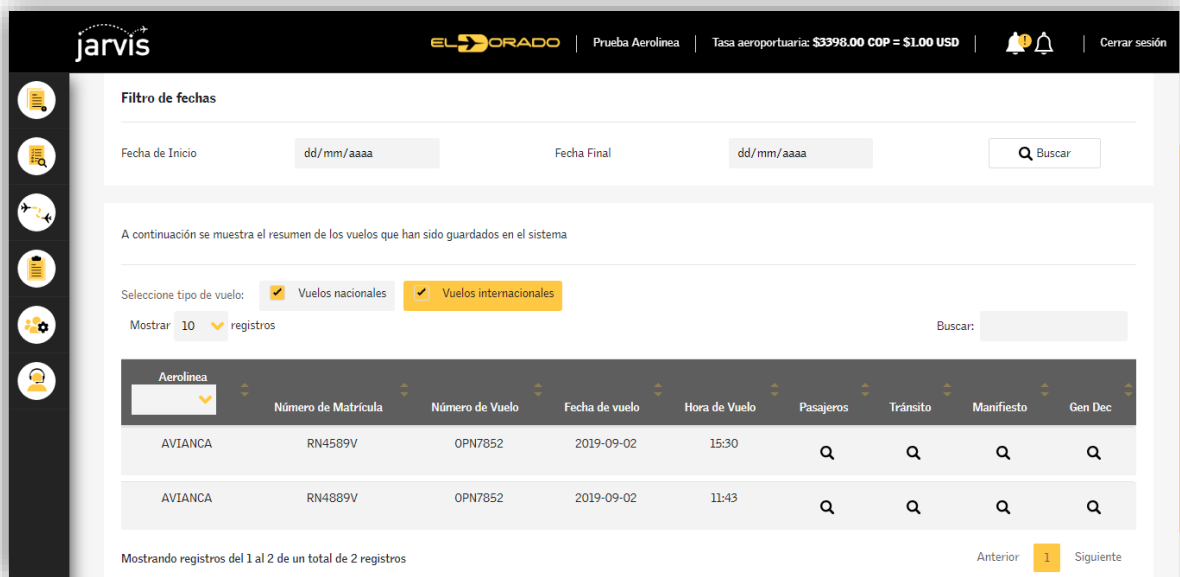 jarvis
EL DORADO | Prueba Aerolinea | Tasa aeroportuaria: $3398.00 COP = $1.00 USD | Cerrar sesión
Filtro de fechas
Fecha de Inicio dd/mm/aaaa Fecha Final dd/mm/aaaa Buscar
A continuación se muestra el resumen de los vuelos que han sido guardados en el sistema
Seleccione tipo de vuelo: Vuelos nacionales Vuelos internacionales
Mostrar 10 registros Buscar:
Aerolinea
Número de Matrícula Número de Vuelo Fecha de vuelo Hora de Vuelo Pasajeros Tránsito Manifiesto Gen Dec
AVIANCA RN4589V OPN7852 2019-09-02 15:30
AVIANCA RN4889V OPN7852 2019-09-02 11:43
Mostrando registros del 1 al 2 de un total de 2 registros Anterior 1 Siguiente